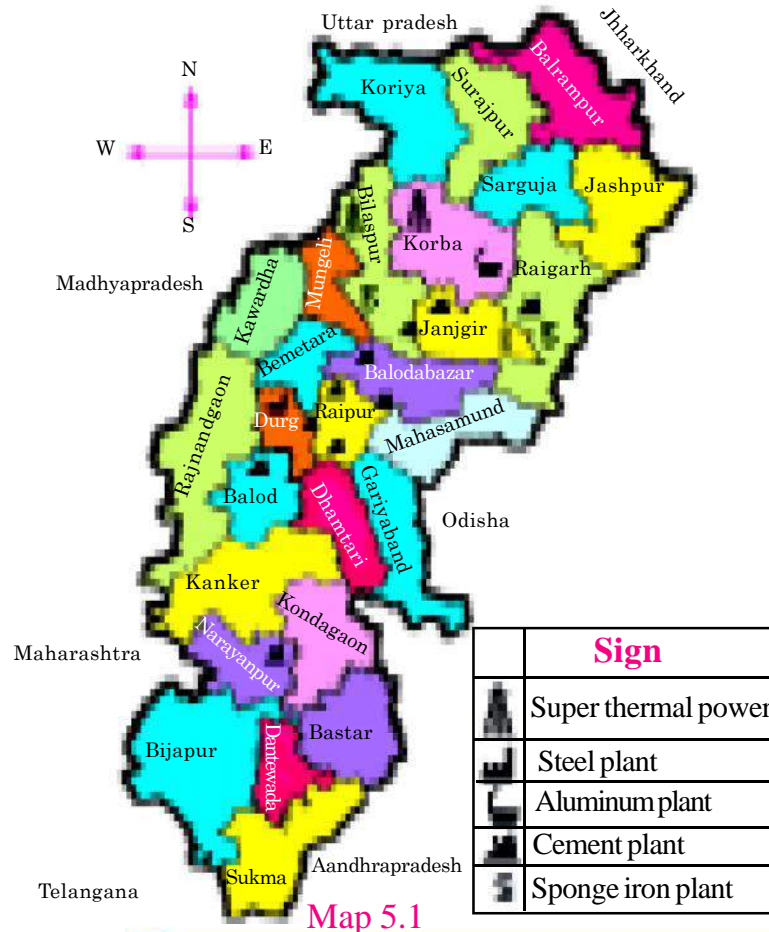 Uttar pradesh
Jhharkhand
N
W
E
S
Koriya
Surajpur
Balrampur
Sarguja
Jashpur
Bilaspur
Korba
Raigarh
Mungeli
Madhyapradesh
Kawardha
Janjgir
Bemetara
Balodabazar
Rajnandgaon
Durg
Raipur
Mahasamund
Balod
Dhamtari
Gariyaband
Odisha
Kanker
Kondagaon
Narayanpur
Maharashtra
Bijapur
Dantewada
Bastar
Sukma
Aandhrapradesh
Telangana
Map 5.1
Sign
Super thermal power
Steel plant
Aluminum plant
Cement plant
Sponge iron plant